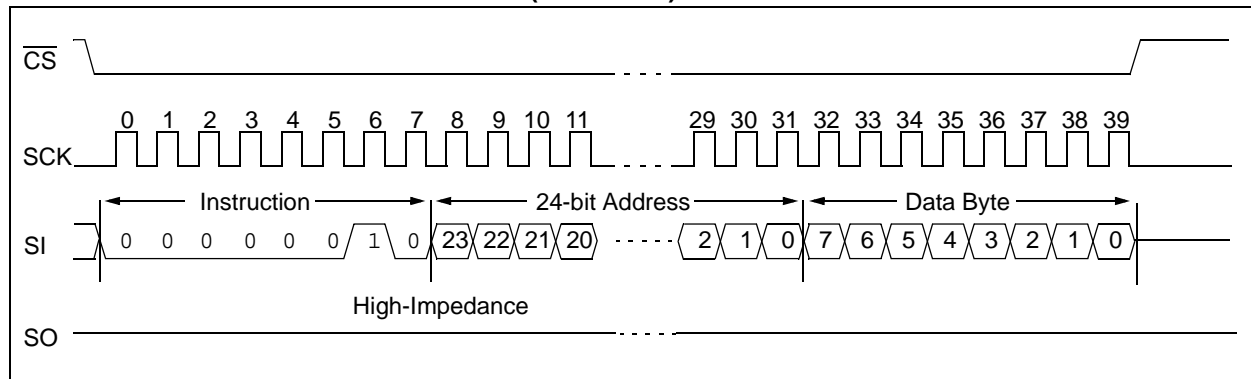 CS
0 1 2 3 4 5 6 7 8 9 10 11 29 30 31 32 33 34 35 36 37 38 39
SCK
Instruction 24-bit Address Data Byte
SI 0 0 0 0 0 0 1 0 23 22 21 20 2 1 0 7 6 5 4 3 2 1 0
High-Impedance
SO